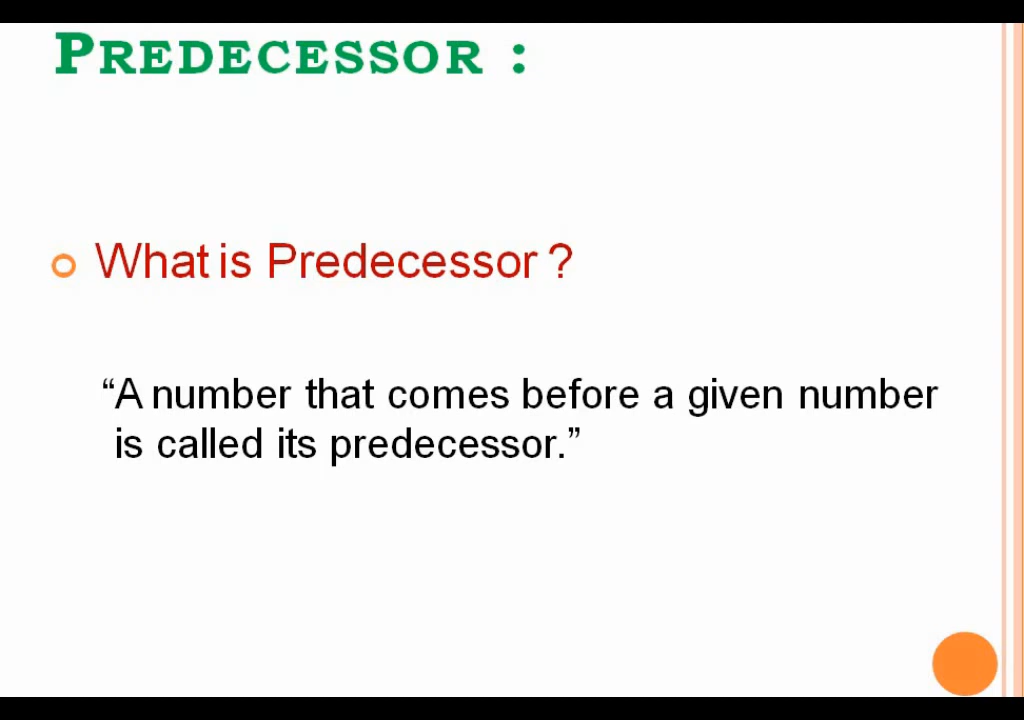 PREDECESSOR :
What is Predecessor ?
“A number that comes before a given number
is called its predecessor.”